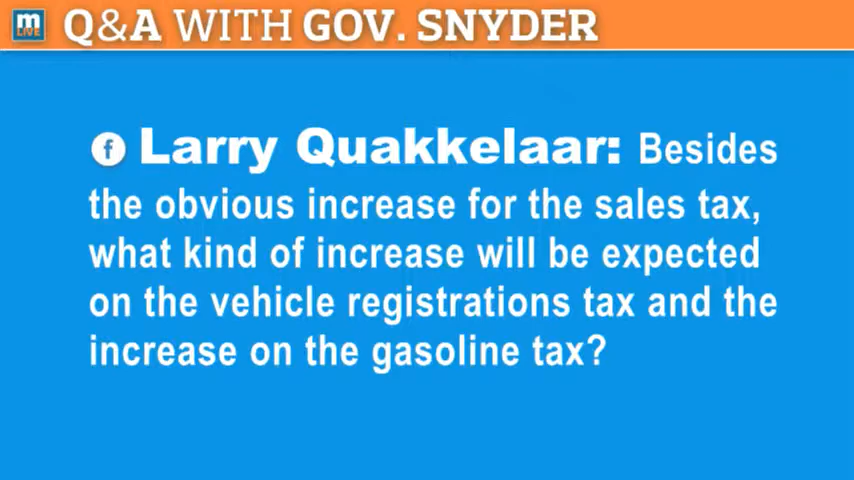 m LIVE Q&A WITH GOV. SNYDER
f Larry Quakkelaar: Besides
the obvious increase for the sales tax,
what kind of increase will be expected
on the vehicle registrations tax and the
increase on the gasoline tax?